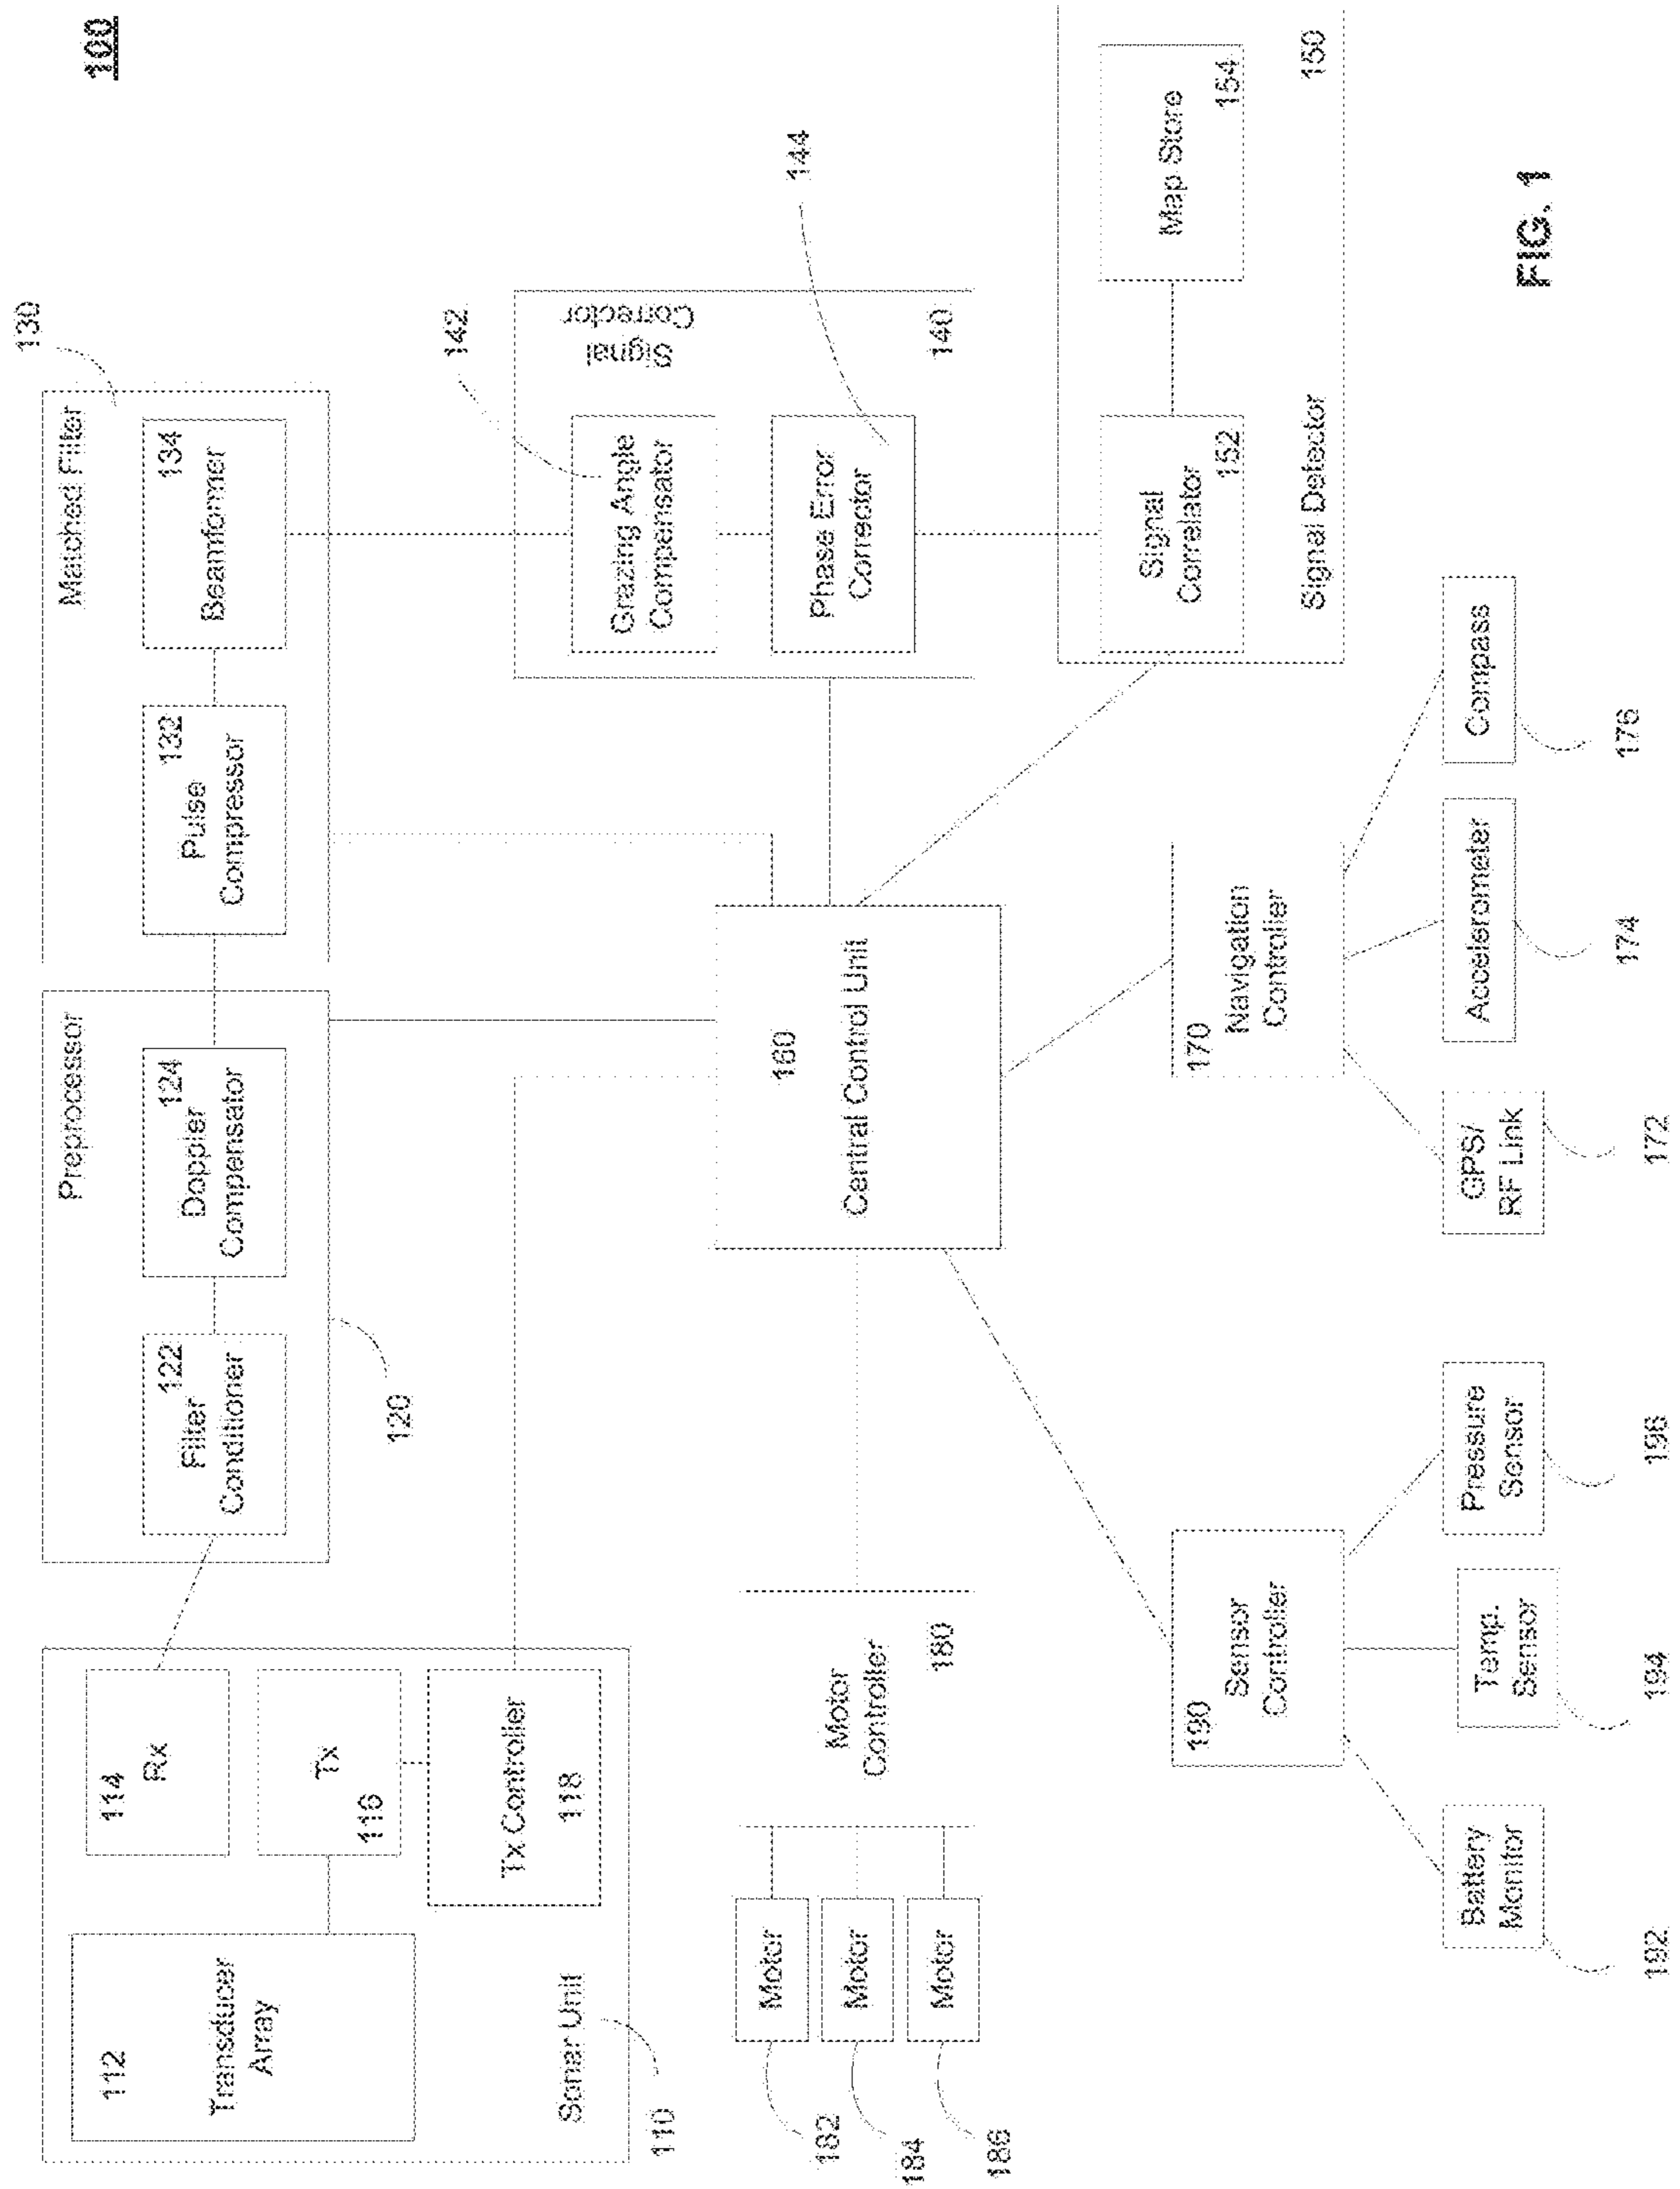 100
130
Matched Filter
134
Beamformer
132
Pulse
Compressor
Preprocessor
124
Doppler
Compensator
122
Filter
Conditioner
120
114
Rx
Tx
116
Tx Controller
118
112
Transducer
Array
Sonar Unit
110
142
Grazing Angle
Compensator
Signal
Corrector
140
144
Phase Error
Corrector
Map Store
154
150
Signal
Correlator
152
Signal Detector
160
Central Control Unit
170
Navigation
Controller
Compass
176
Accelerometer
174
GPS/
RF Link
172
Motor
Controller
180
Motor
182
Motor
184
Motor
186
190
Sensor
Controller
Pressure
Sensor
196
Temp.
Sensor
194
Battery
Monitor
192
FIG. 1